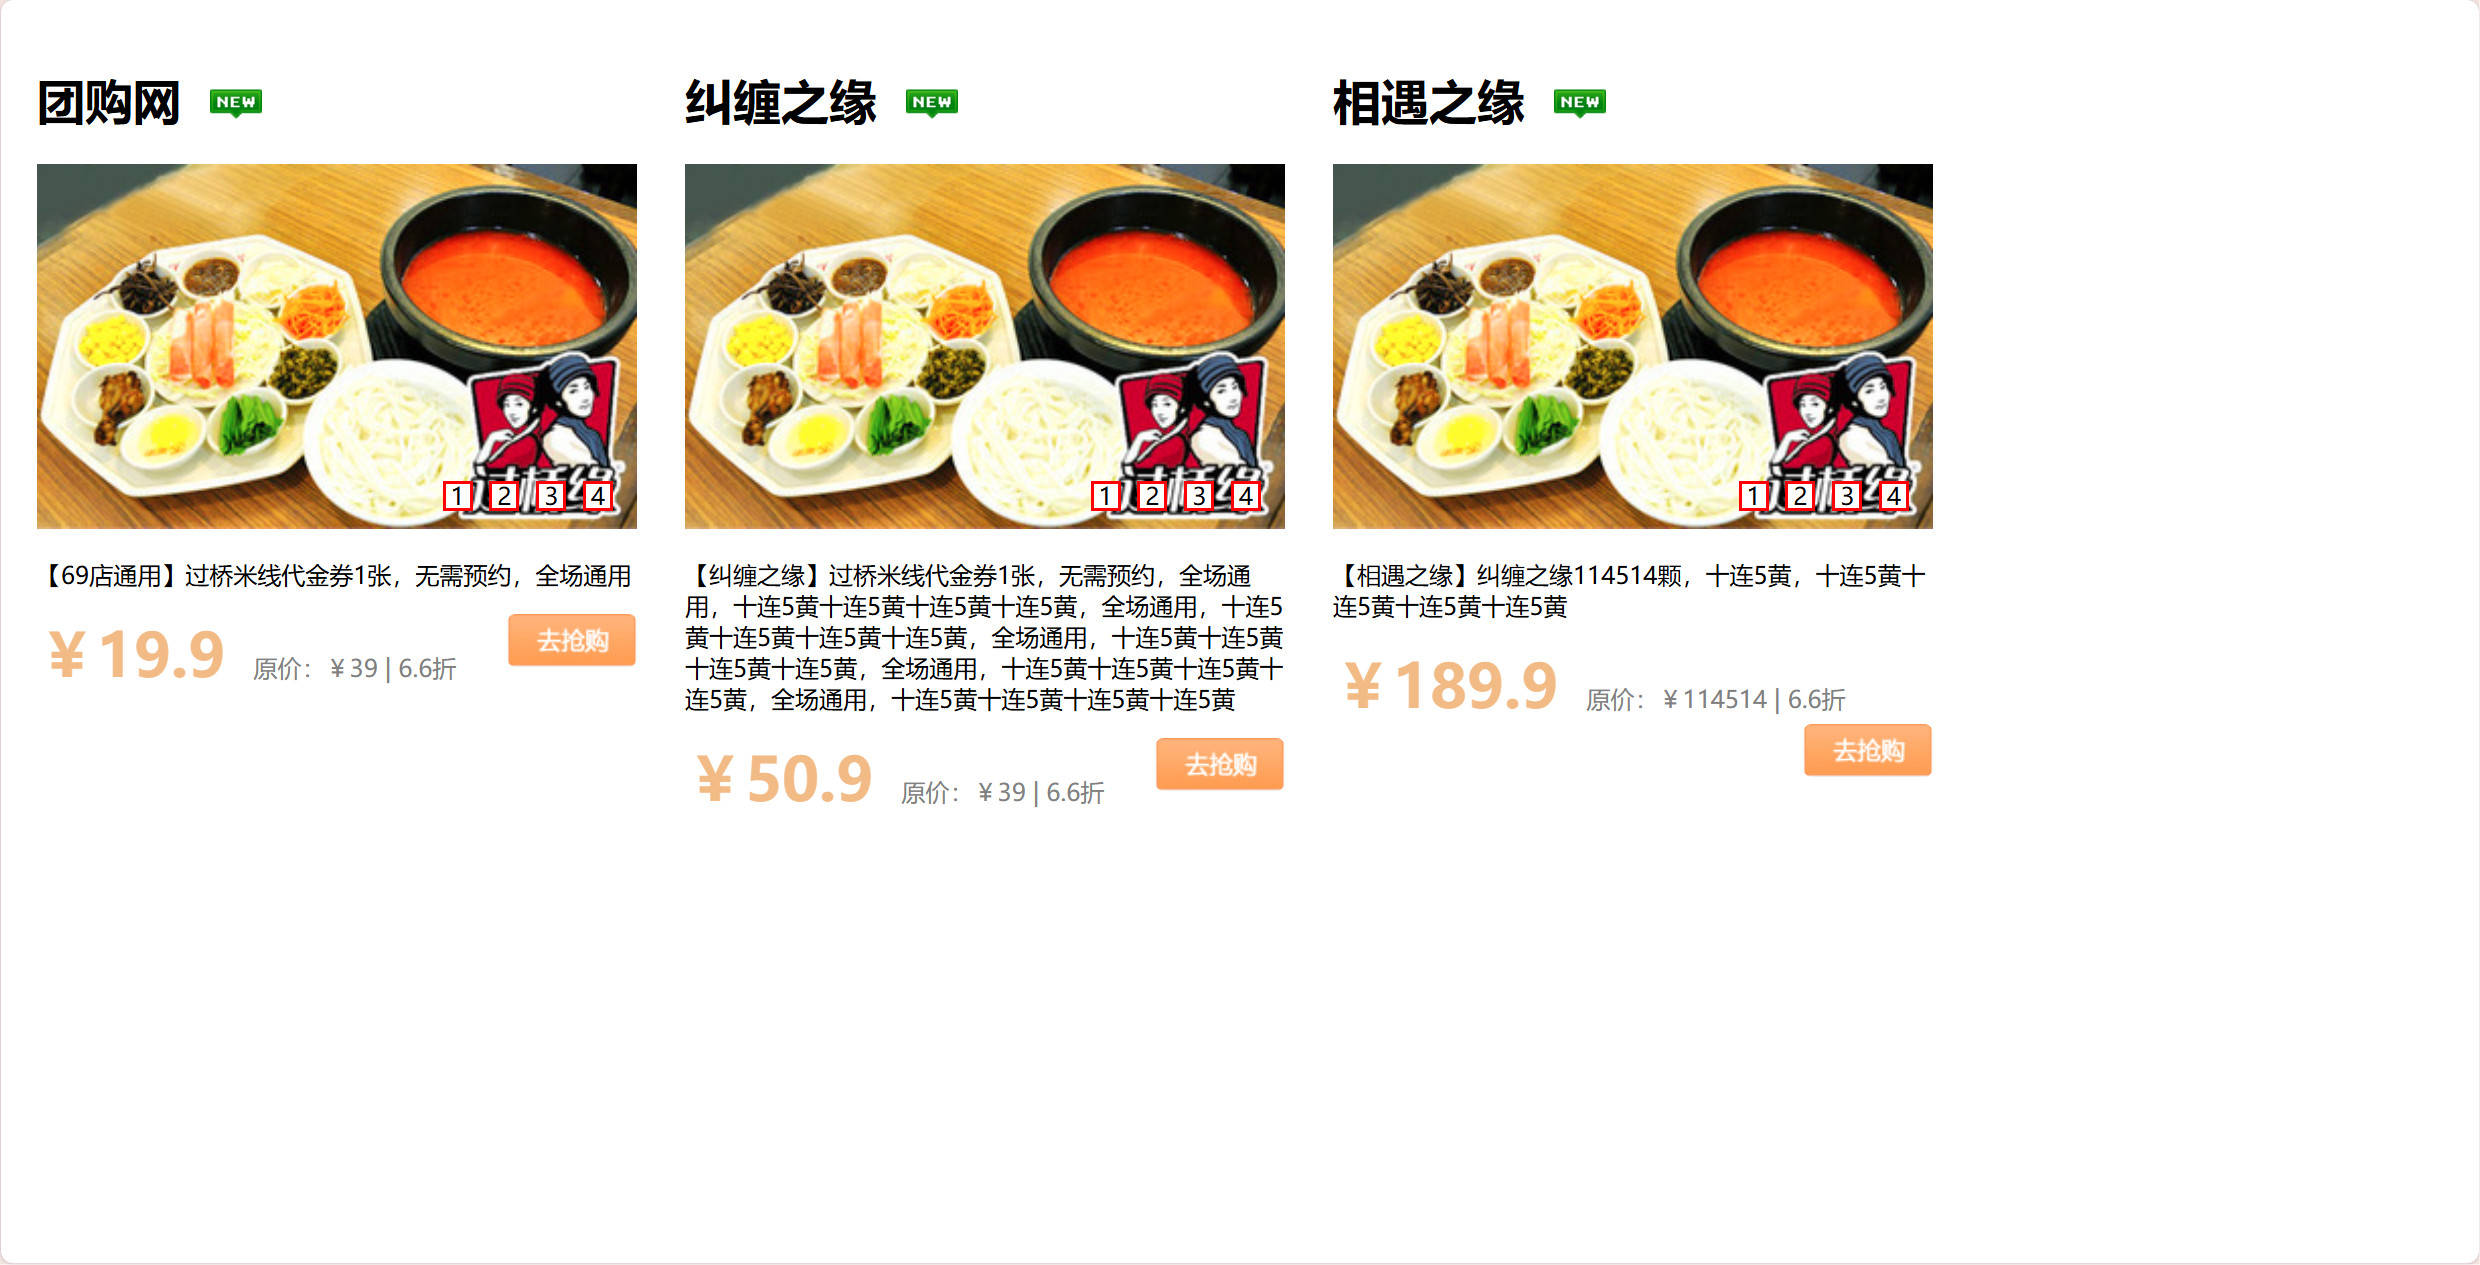 团购网 NEW
过桥缘
1 2 3 4
【69店通用】过桥米线代金券1张，无需预约，全场通用
¥19.9 原价：¥39 | 6.6折 去抢购
纠缠之缘 NEW
过桥缘
1 2 3 4
【纠缠之缘】过桥米线代金券1张，无需预约，全场通
用，十连5黄十连5黄十连5黄十连5黄，全场通用，十连5
黄十连5黄十连5黄十连5黄，全场通用，十连5黄十连5黄
十连5黄十连5黄，全场通用，十连5黄十连5黄十连5黄十
连5黄，全场通用，十连5黄十连5黄十连5黄十连5黄
¥50.9 原价：¥39 | 6.6折 去抢购
相遇之缘 NEW
过桥缘
1 2 3 4
【相遇之缘】纠缠之缘114514颗，十连5黄，十连5黄十
连5黄十连5黄十连5黄
¥189.9 原价：¥114514 | 6.6折
去抢购